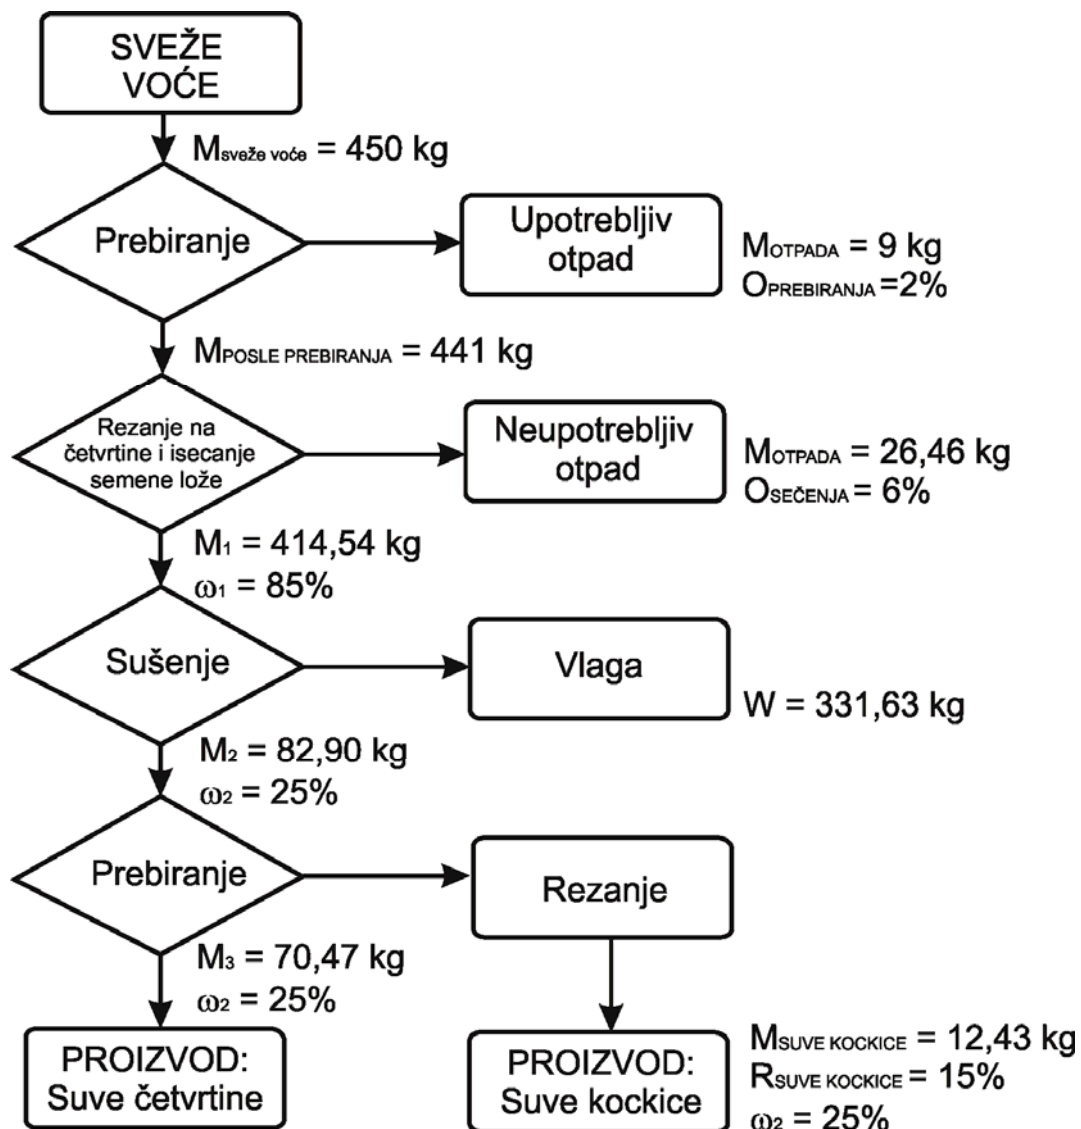 SVEŽE
VOĆE
Msveže voće = 450 kg
Prebiranje
Upotrebljiv
otpad
MOTPADA = 9 kg
OPREBIRANJA =2%
MPOSLE PREBIRANJA = 441 kg
Rezanje na
četvrtine i isecanje
semene lože
Neupotrebljiv
otpad
MOTPADA = 26,46 kg
OSEČENJA = 6%
M1 = 414,54 kg
ω1 = 85%
Sušenje
Vlaga
W = 331,63 kg
M2 = 82,90 kg
ω2 = 25%
Prebiranje
Rezanje
M3 = 70,47 kg
ω2 = 25%
PROIZVOD:
Suve četvrtine
PROIZVOD:
Suve kockice
MSUVE KOCKICE = 12,43 kg
RSUVE KOCKICE = 15%
ω2 = 25%